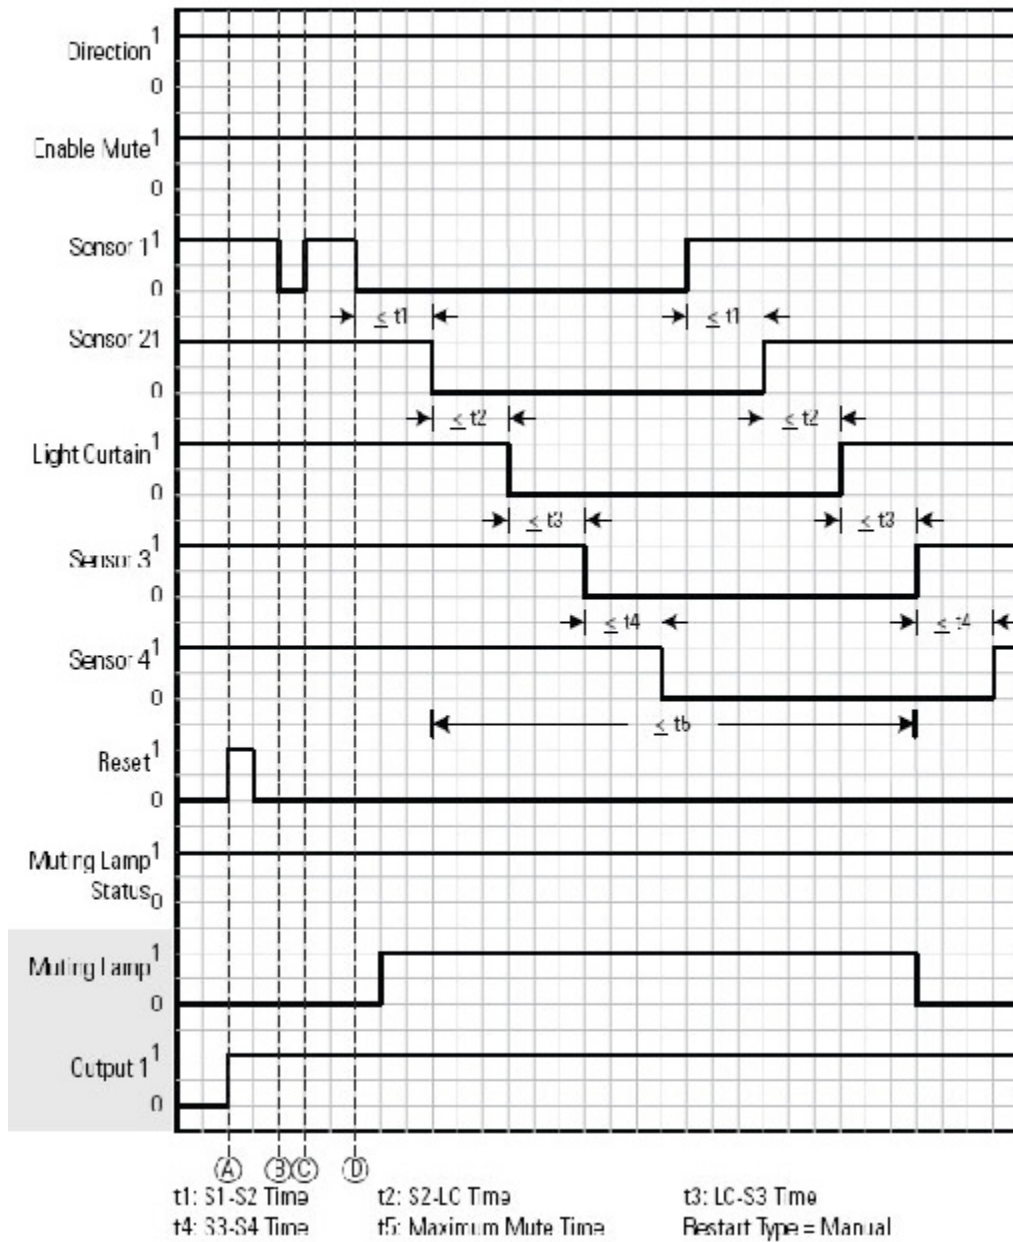 Direction 1
0
Enable Mute 1
0
Sensor 1 1
0
≤ t1 ≤ t1
Sensor 2 1
0
≤ t2 ≤ t2
Light Curtain 1
0
≤ t3 ≤ t3
Sensor 3 1
0
≤ t4 ≤ t4
Sensor 4 1
0
≤ t5
Reset 1
0
Muting Lamp 1
Status 0
Muting Lamp 1
0
Output 1 1
0
A B C D
t1: S1-S2 Time t2: S2-LC Time t3: LC-S3 Time
t4: S3-S4 Time t5: Maximum Mute Time Restart Type = Manual